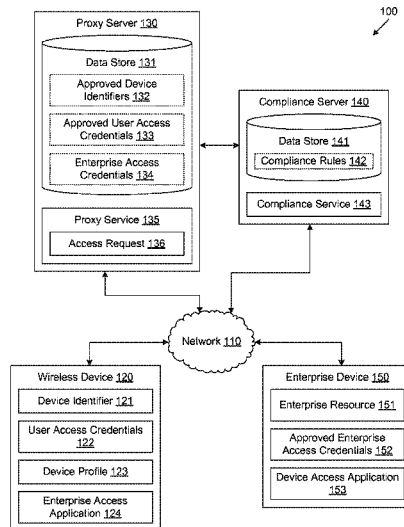 100
Proxy Server 130
Data Store 131
Approved Device
Identifiers 132
Approved User Access
Credentials 133
Enterprise Access
Credentials 134
Proxy Service 135
Access Request 136
Compliance Server 140
Data Store 141
Compliance Rules 142
Compliance Service 143
Network 110
Wireless Device 120
Device Identifier 121
User Access Credentials
122
Device Profile 123
Enterprise Access
Application 124
Enterprise Device 150
Enterprise Resource 151
Approved Enterprise
Access Credentials 152
Device Access Application
153